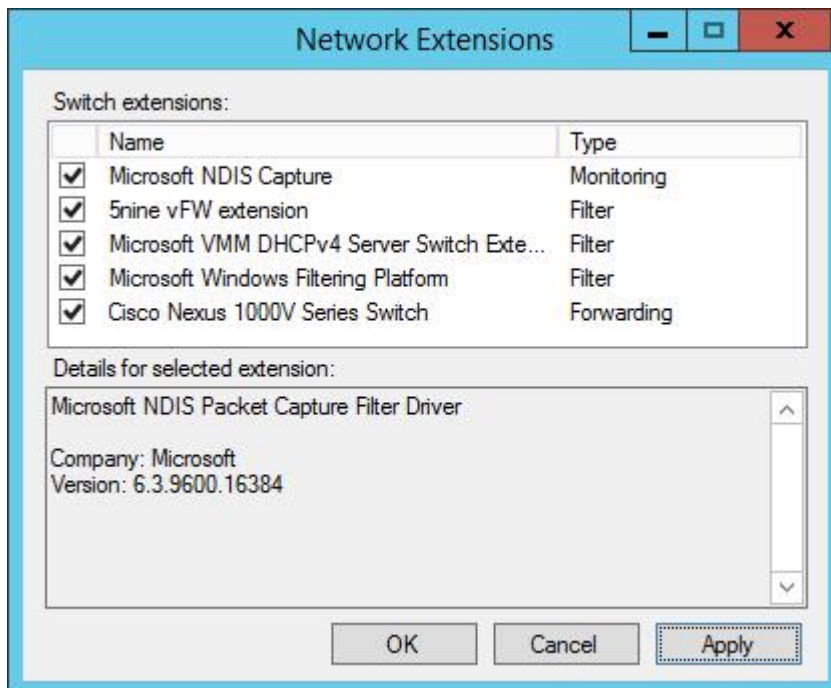 Network Extensions
Switch extensions:
Name Type
Microsoft NDIS Capture Monitoring
5nine vFW extension Filter
Microsoft VMM DHCPv4 Server Switch Exte... Filter
Microsoft Windows Filtering Platform Filter
Cisco Nexus 1000V Series Switch Forwarding
Details for selected extension:
Microsoft NDIS Packet Capture Filter Driver
Company: Microsoft
Version: 6.3.9600.16384
OK Cancel Apply